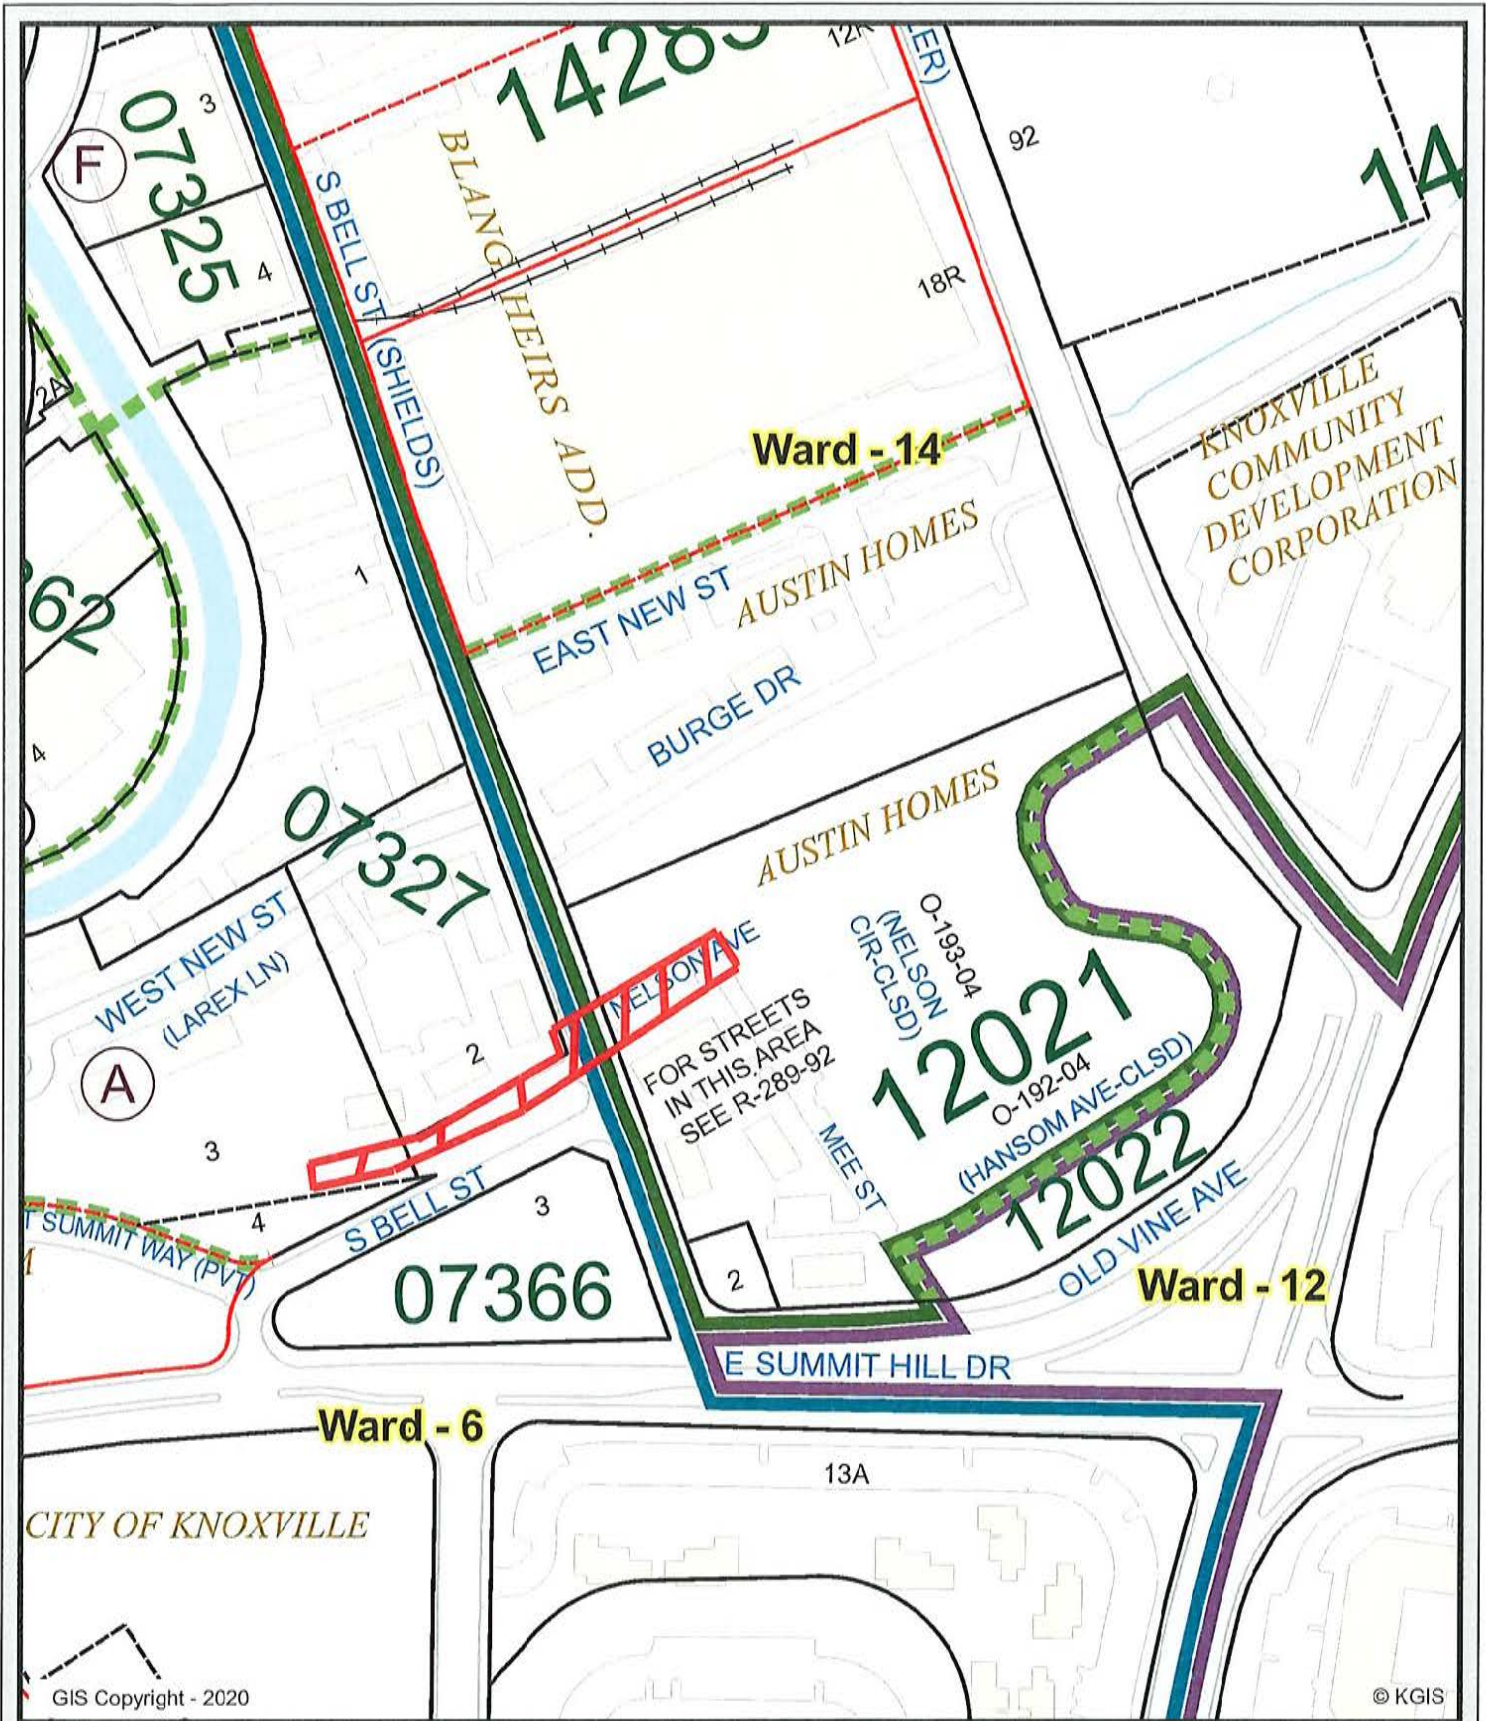 14285
12R
LER)
3
F
07325
92
14
S BELL ST (SHIELDS)
BLANG HEIRS ADD.
4
18R
2A
KNOXVILLE
COMMUNITY
DEVELOPMENT
CORPORATION
Ward - 14
1
62
EAST NEW ST
AUSTIN HOMES
BURGE DR
4
AUSTIN HOMES
07327
WEST NEW ST
(LAREX LN)
NELSON AVE
O-193-04
(NELSON
CIR-CLSD)
12021
FOR STREETS
IN THIS AREA
SEE R-289-92
2
A
3
O-192-04
(HANSOM AVE-CLSD)
12022
MEE ST
T SUMMIT WAY (PVT)
4
S BELL ST
3
07366
2
OLD VINE AVE
Ward - 12
E SUMMIT HILL DR
Ward - 6
13A
CITY OF KNOXVILLE
GIS Copyright - 2020
© KGIS